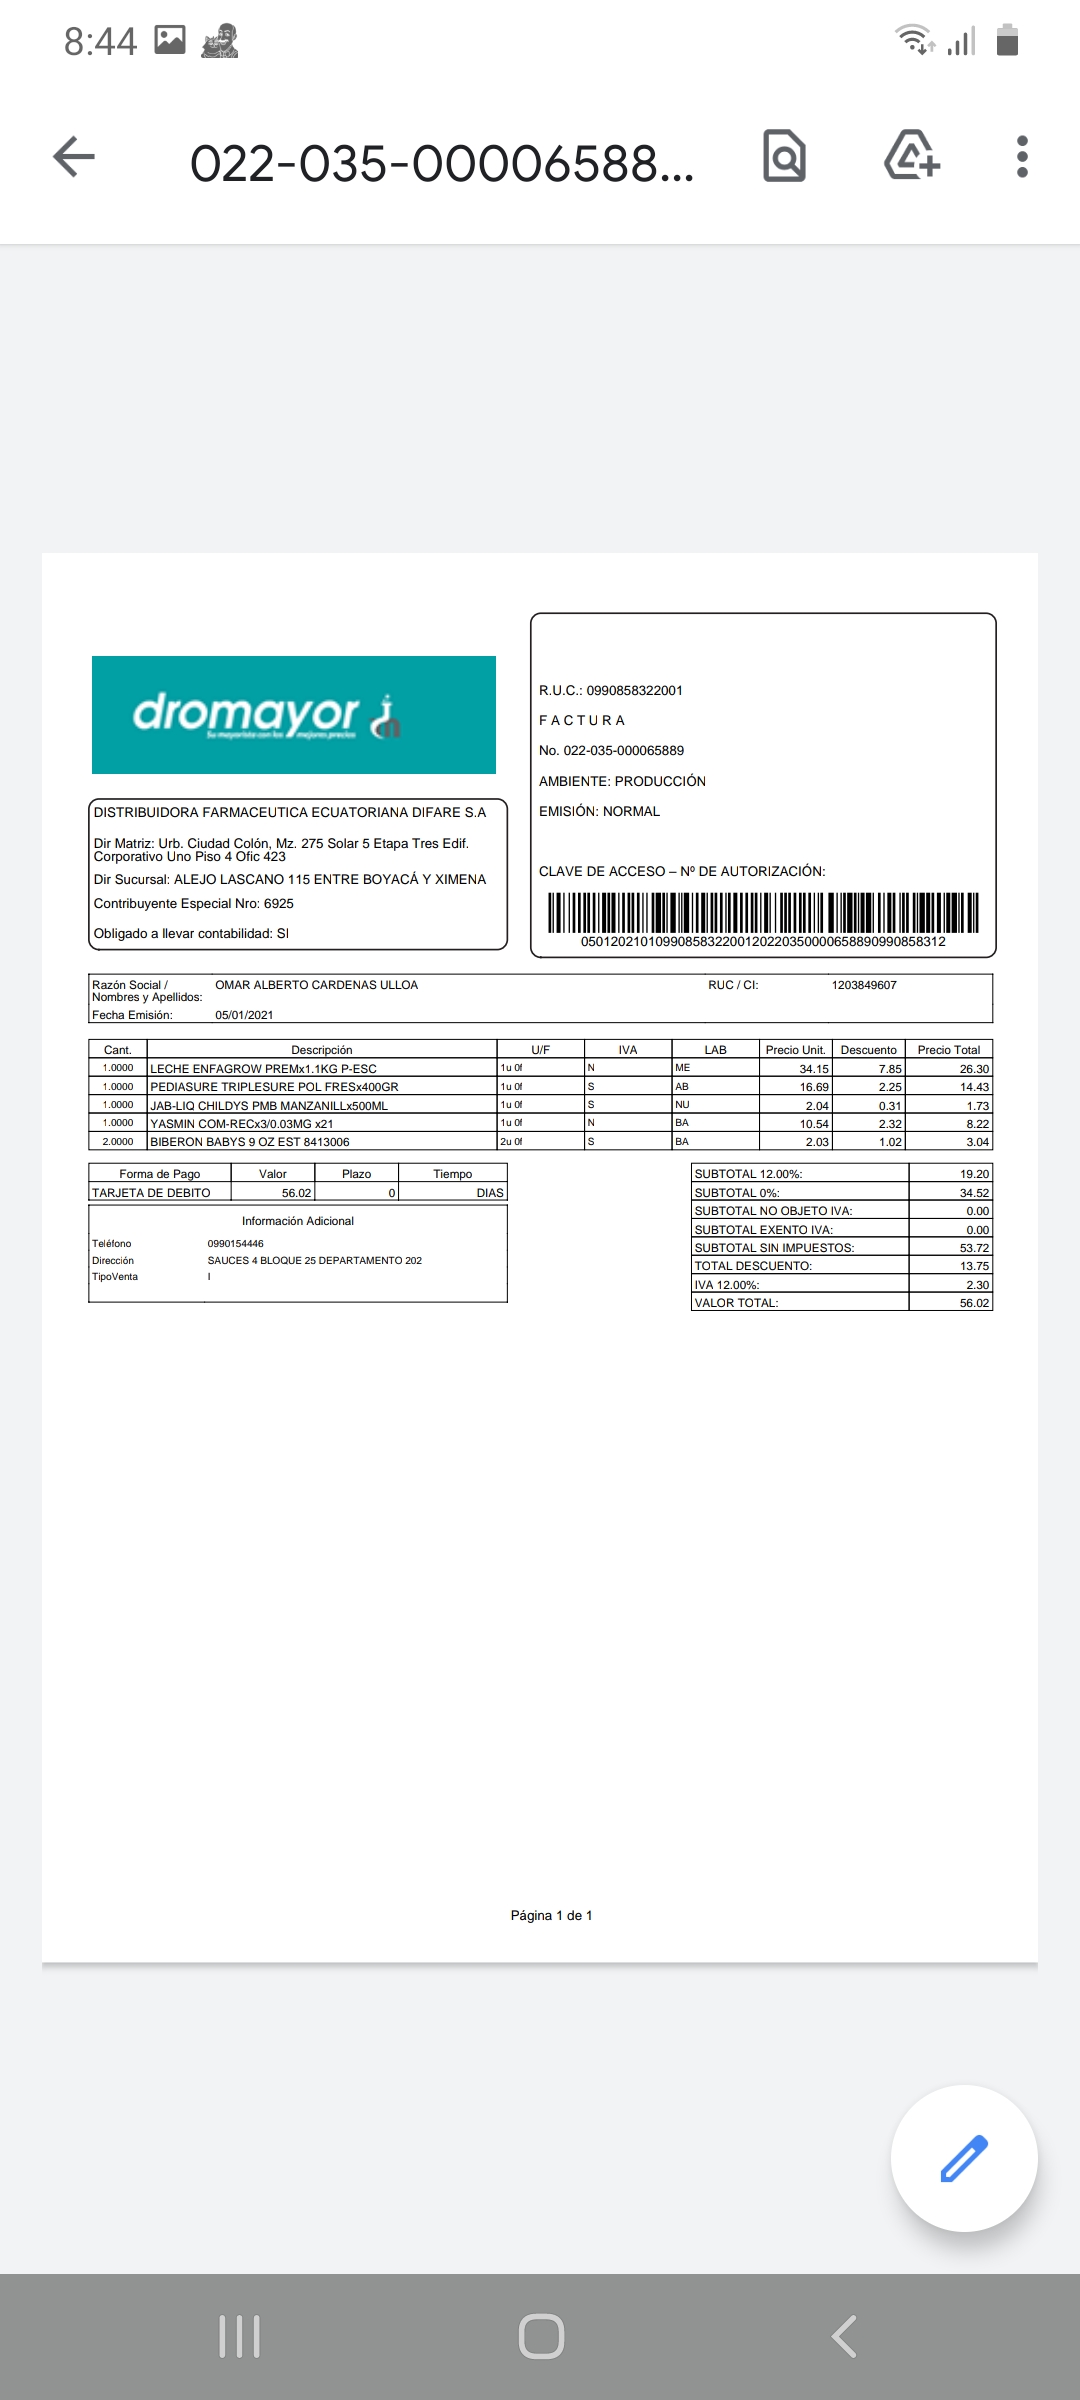 8:44
022-035-00006588...
dromayor
Su mayorista con los mejores precios
R.U.C.: 0990858322001
F A C T U R A
No. 022-035-000065889
AMBIENTE: PRODUCCIÓN
EMISIÓN: NORMAL
CLAVE DE ACCESO – Nº DE AUTORIZACIÓN:
0501202101099085832200120220350000658890990858312
DISTRIBUIDORA FARMACEUTICA ECUATORIANA DIFARE S.A
Dir Matriz: Urb. Ciudad Colón, Mz. 275 Solar 5 Etapa Tres Edif.
Corporativo Uno Piso 4 Ofic 423
Dir Sucursal: ALEJO LASCANO 115 ENTRE BOYACÁ Y XIMENA
Contribuyente Especial Nro: 6925
Obligado a llevar contabilidad: SI
Razón Social / OMAR ALBERTO CARDENAS ULLOA RUC / CI: 1203849607
Nombres y Apellidos:
Fecha Emisión: 05/01/2021
Cant. Descripción U/F IVA LAB Precio Unit. Descuento Precio Total
1.0000 LECHE ENFAGROW PREMx1.1KG P-ESC 1u 0f N ME 34.15 7.85 26.30
1.0000 PEDIASURE TRIPLESURE POL FRESx400GR 1u 0f S AB 16.69 2.25 14.43
1.0000 JAB-LIQ CHILDYS PMB MANZANILLx500ML 1u 0f S NU 2.04 0.31 1.73
1.0000 YASMIN COM-RECx3/0.03MG x21 1u 0f N BA 10.54 2.32 8.22
2.0000 BIBERON BABYS 9 OZ EST 8413006 2u 0f S BA 2.03 1.02 3.04
Forma de Pago Valor Plazo Tiempo
TARJETA DE DEBITO 56.02 0 DIAS
Información Adicional
Teléfono 0990154446
Dirección SAUCES 4 BLOQUE 25 DEPARTAMENTO 202
TipoVenta I
SUBTOTAL 12.00%: 19.20
SUBTOTAL 0%: 34.52
SUBTOTAL NO OBJETO IVA: 0.00
SUBTOTAL EXENTO IVA: 0.00
SUBTOTAL SIN IMPUESTOS: 53.72
TOTAL DESCUENTO: 13.75
IVA 12.00%: 2.30
VALOR TOTAL: 56.02
Página 1 de 1